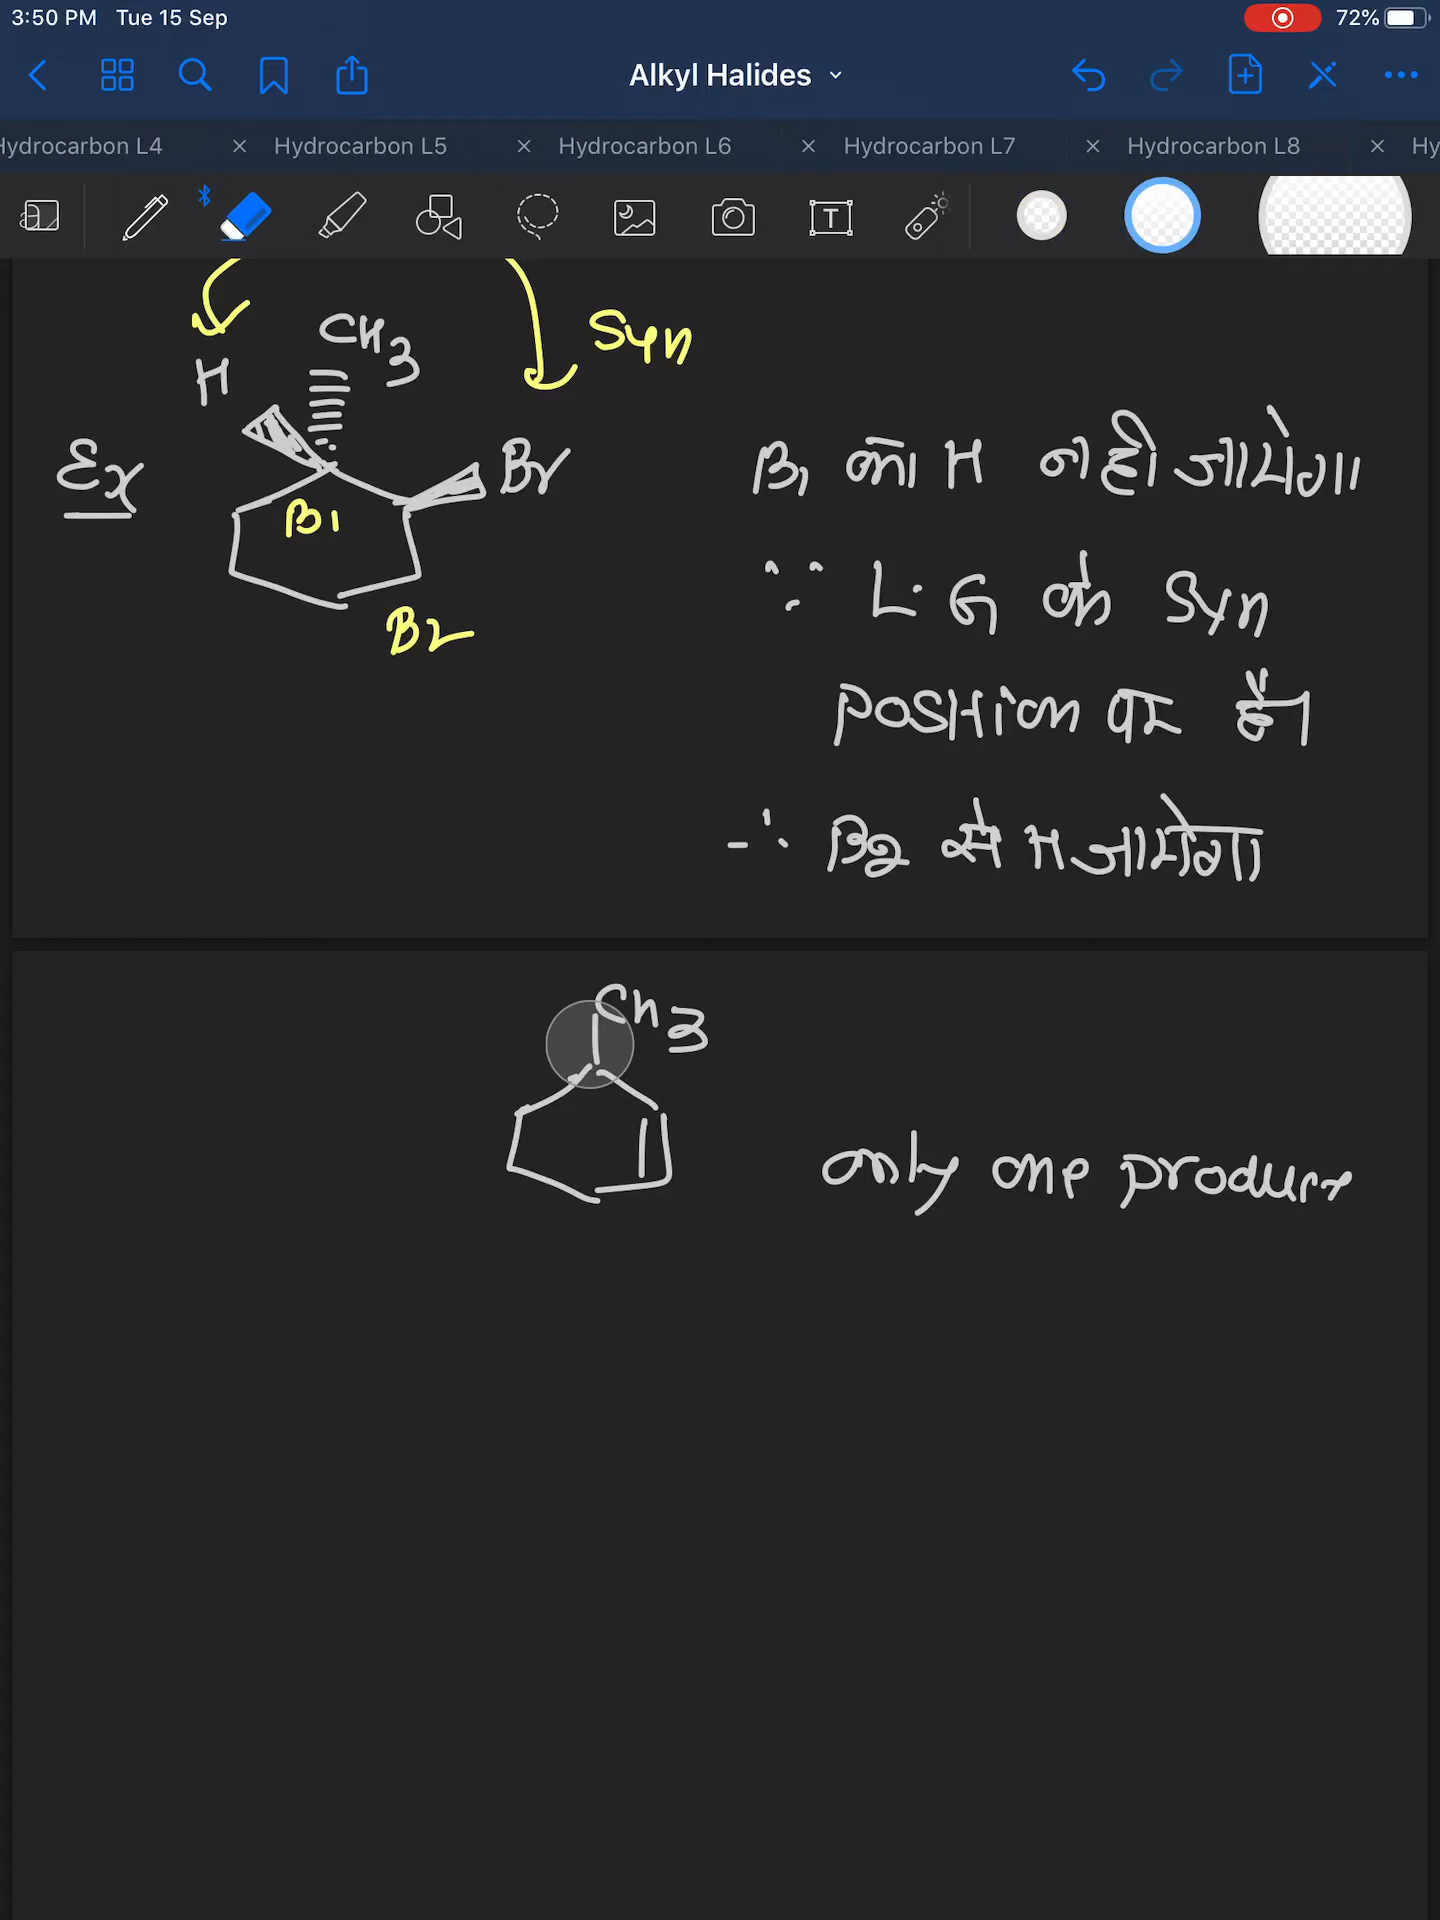 3:50 PM Tue 15 Sep
72%
Alkyl Halides
Hydrocarbon L4
Hydrocarbon L5
Hydrocarbon L6
Hydrocarbon L7
Hydrocarbon L8
Hy
Syn
CH3
H
Ex
Br
B1
B2
B1 का H नही जायेगा
∵ L.G के Syn
position पर है।
∴ B2 से H जायेगा
CH3
only one product